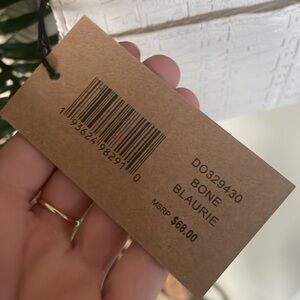 1 93624 98291 0
DO329430
BONE
BLAURIE
MSRP $68.00